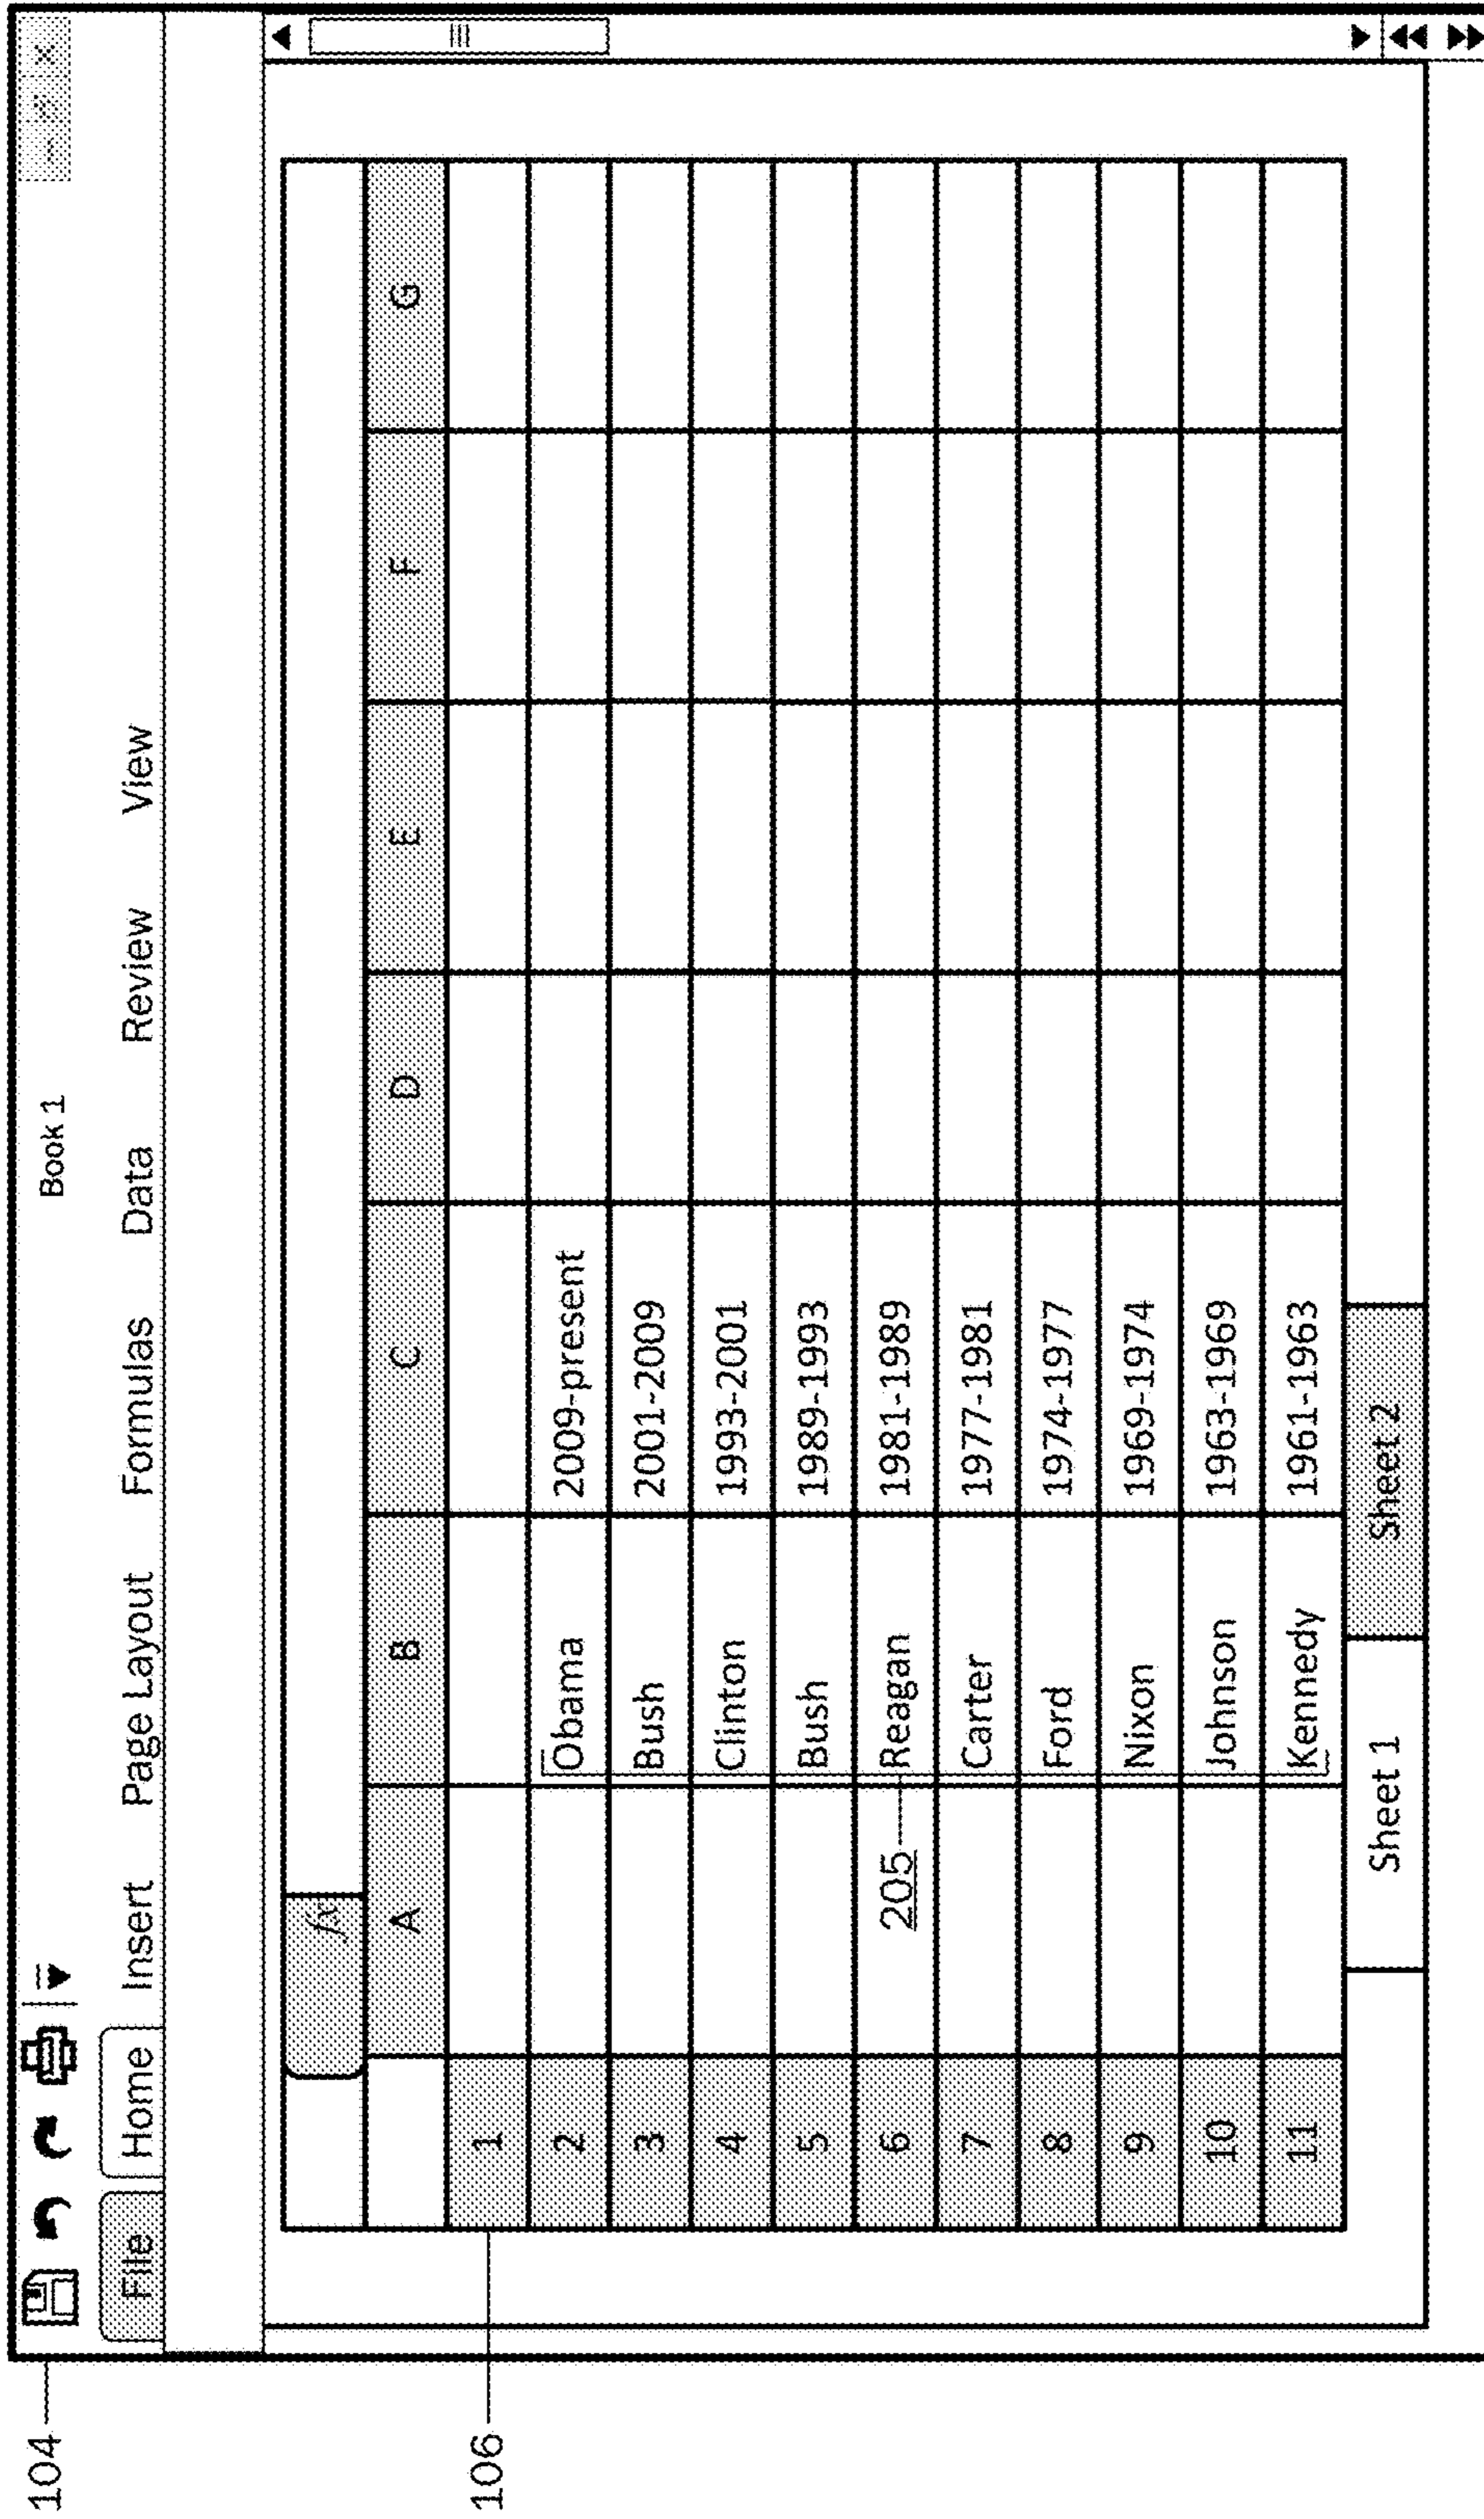 104
Book 1
File Home Insert Page Layout Formulas Data Review View
fx
A B C D E F G
106
1
2 Obama 2009-present
3 Bush 2001-2009
4 Clinton 1993-2001
5 Bush 1989-1993
6 205 Reagan 1981-1989
7 Carter 1977-1981
8 Ford 1974-1977
9 Nixon 1969-1974
10 Johnson 1963-1969
11 Kennedy 1961-1963
Sheet 1 Sheet 2